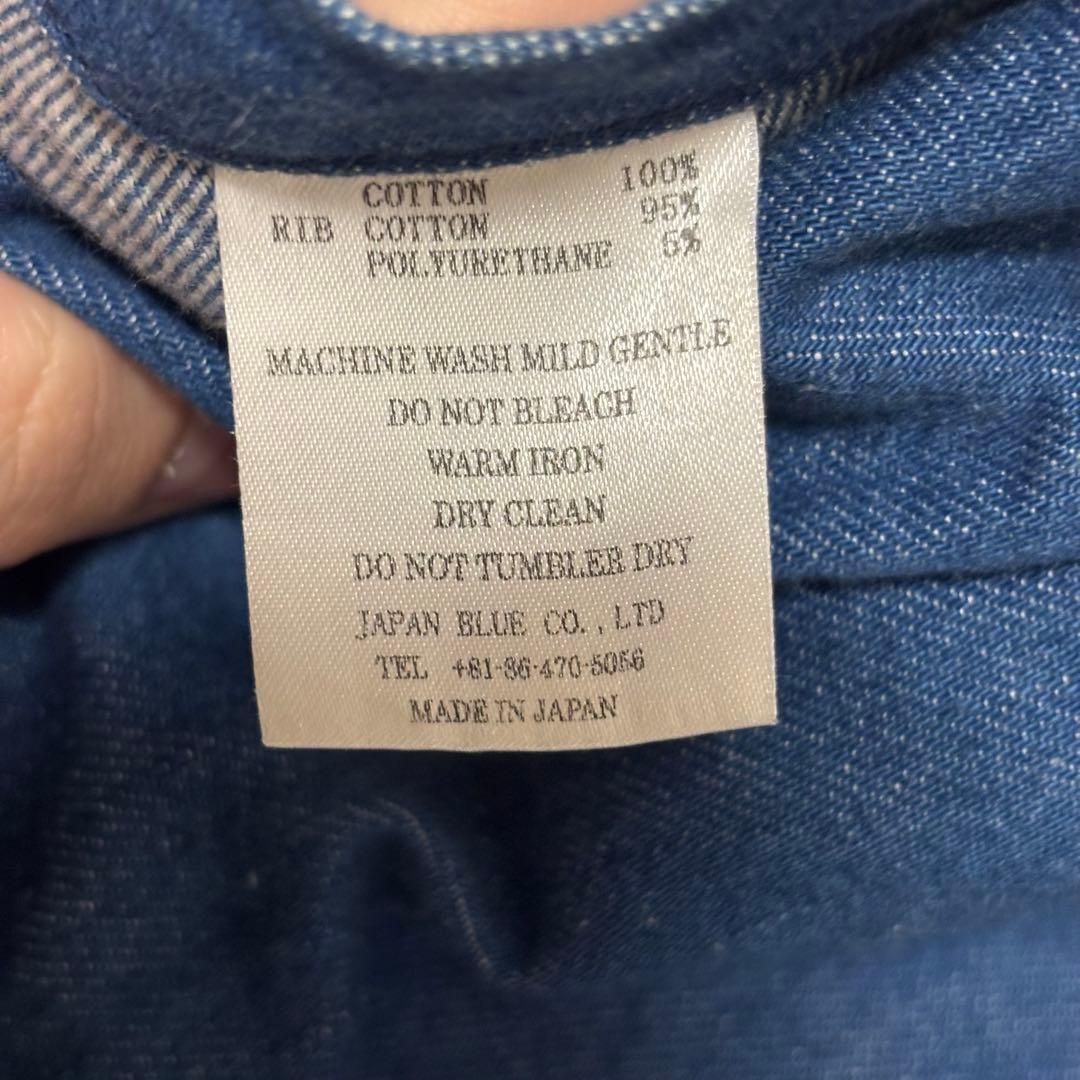 COTTON 100%
RIB COTTON 95%
POLYURETHANE 5%
MACHINE WASH MILD GENTLE
DO NOT BLEACH
WARM IRON
DRY CLEAN
DO NOT TUMBLER DRY
JAPAN BLUE CO., LTD
TEL +81-86-470-5056
MADE IN JAPAN